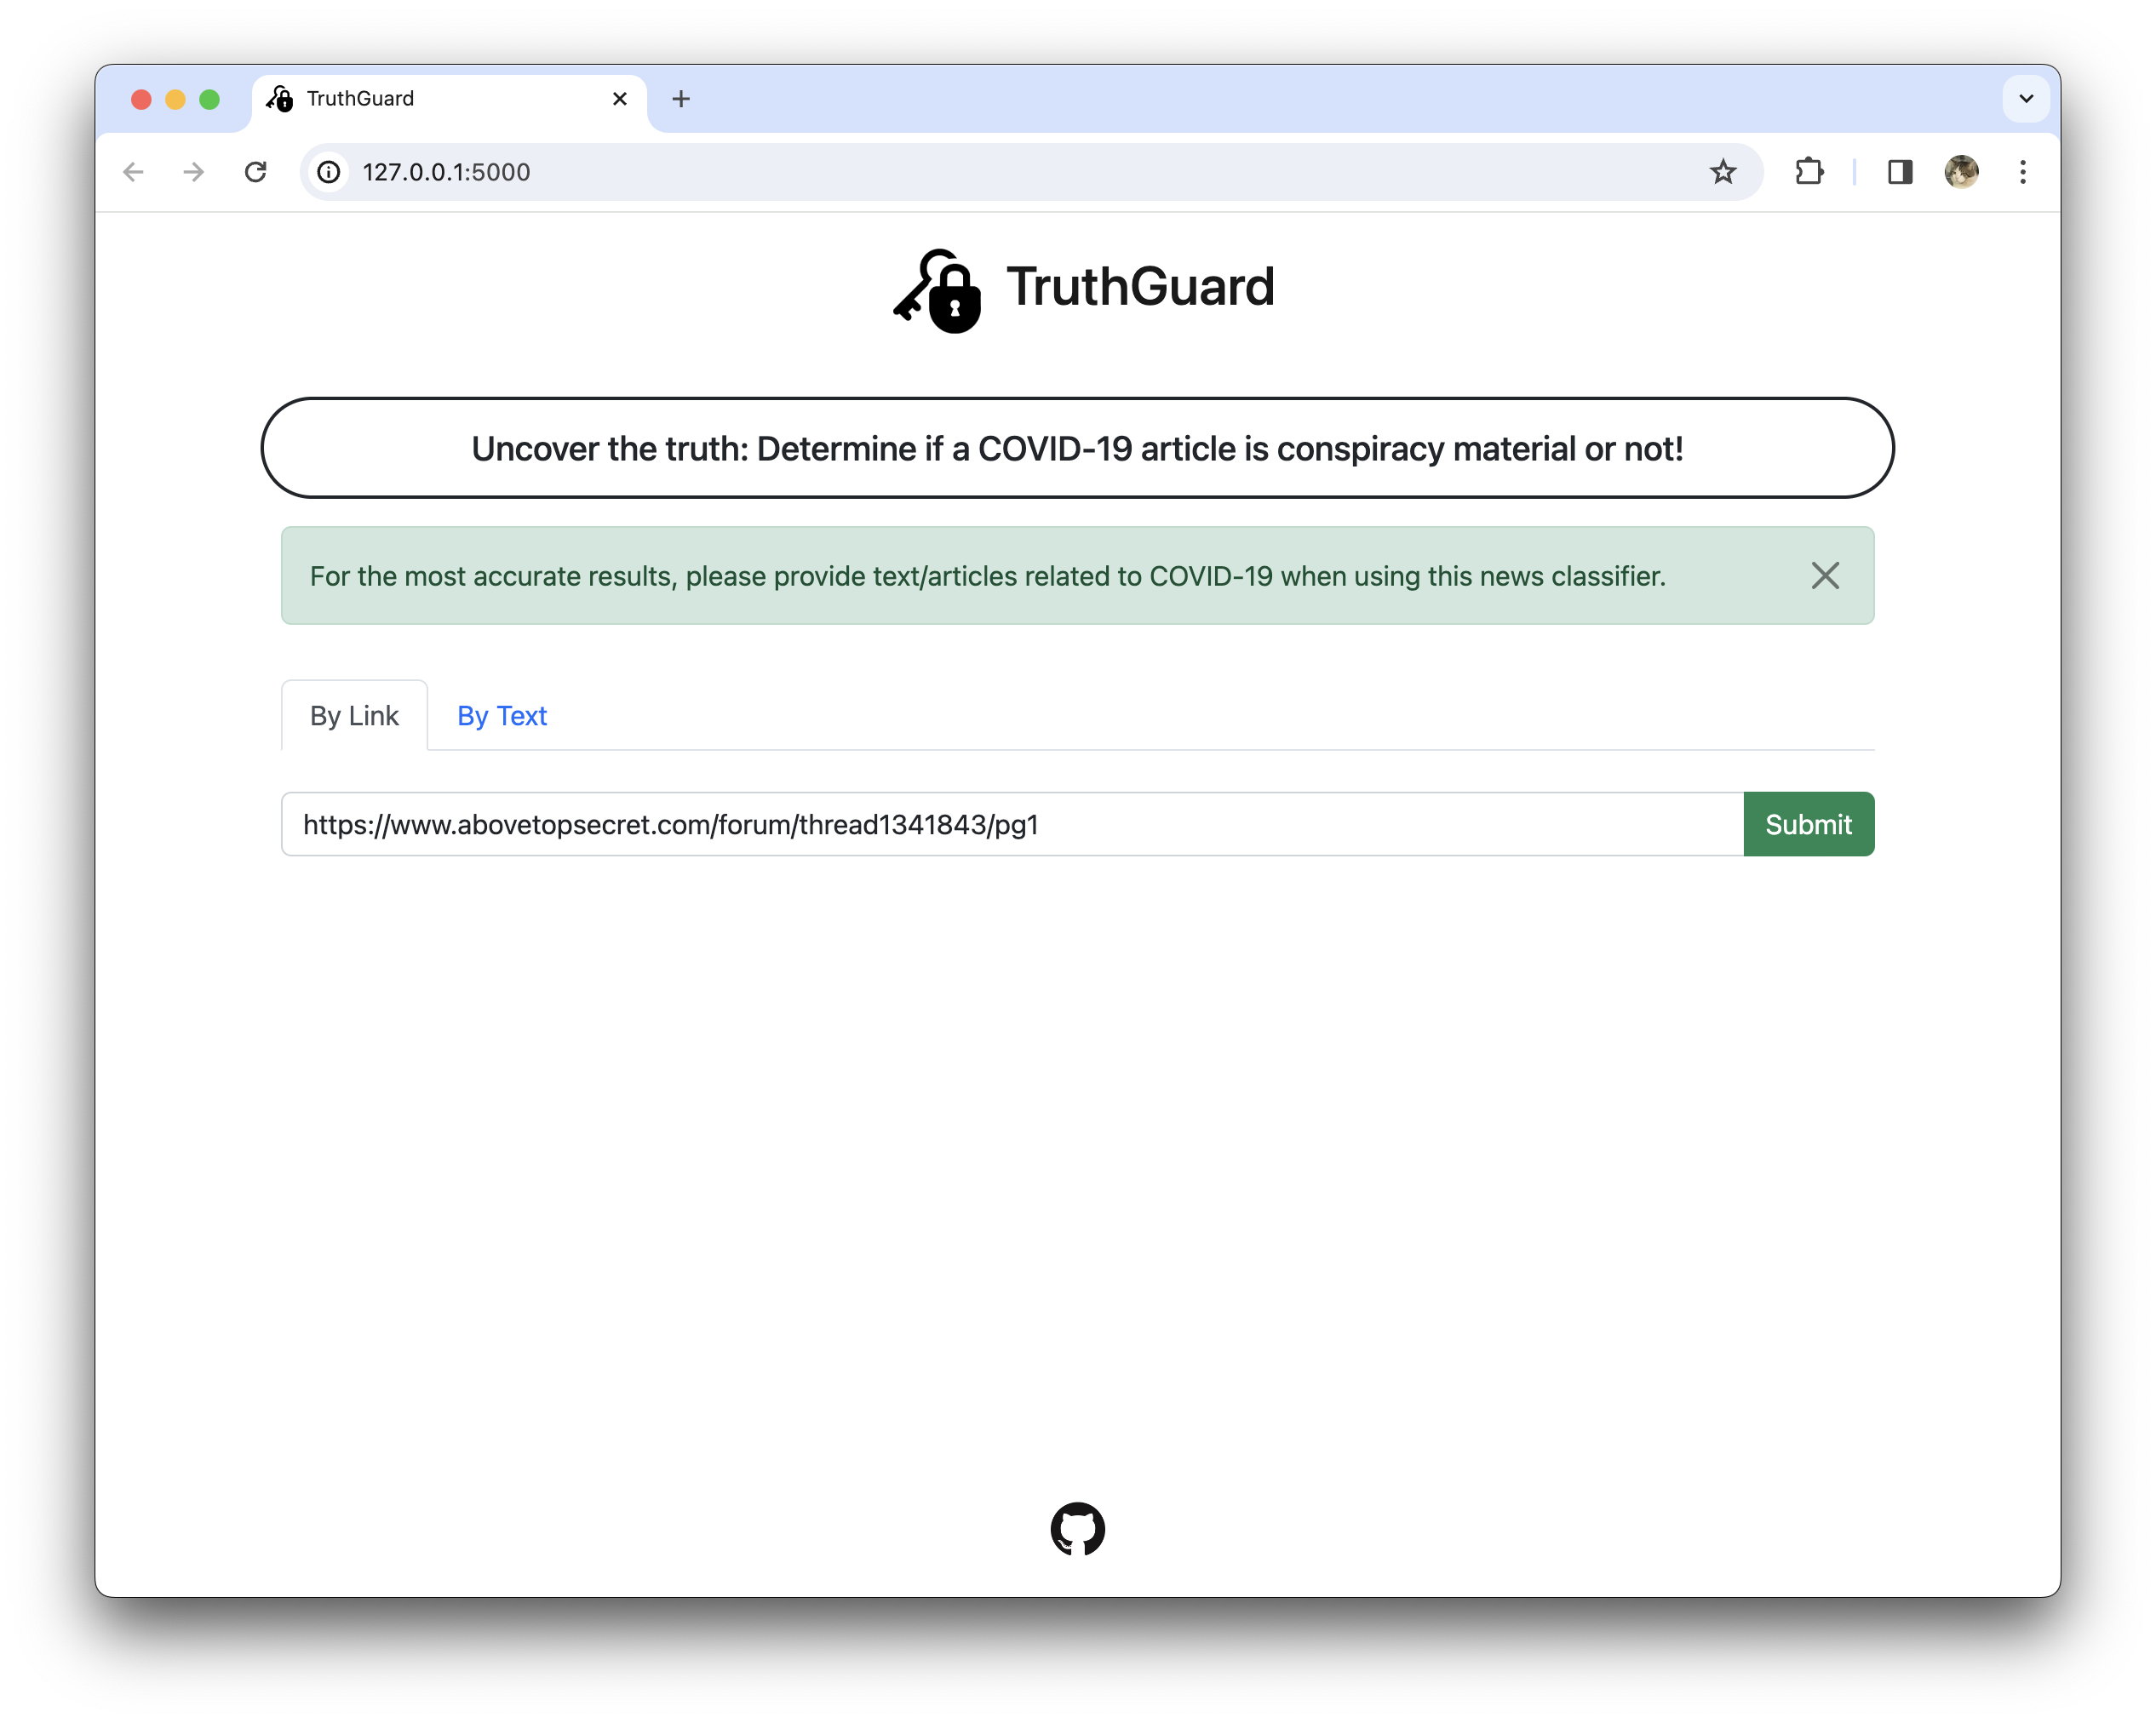 TruthGuard
127.0.0.1:5000
TruthGuard
Uncover the truth: Determine if a COVID-19 article is conspiracy material or not!
For the most accurate results, please provide text/articles related to COVID-19 when using this news classifier.
By Link By Text
https://www.abovetopsecret.com/forum/thread1341843/pg1 Submit